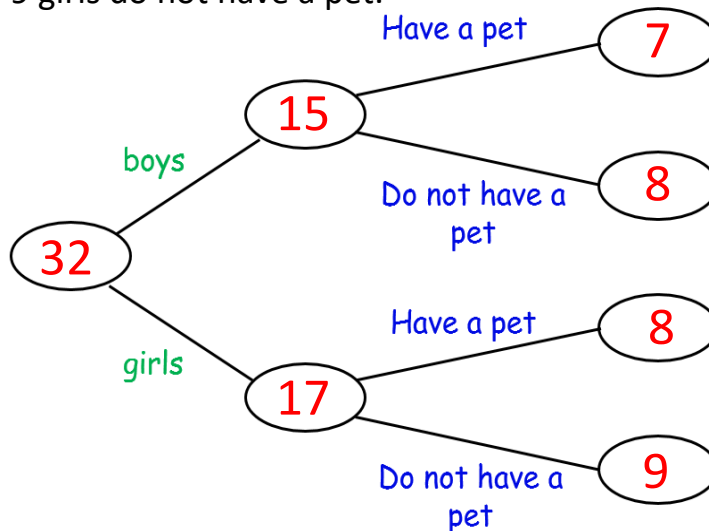 9 girls do not have a pet.
Have a pet
7
15
boys
Do not have a
pet
8
32
Have a pet
8
girls
17
Do not have a
pet
9